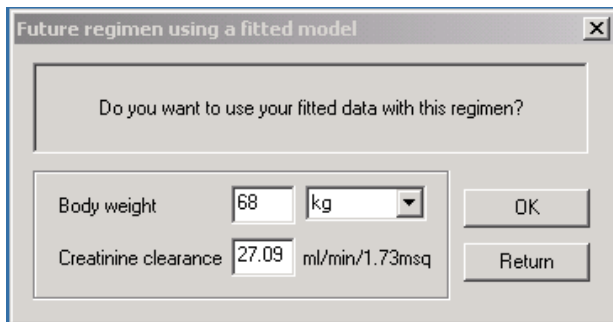 Future regimen using a fitted model
Do you want to use your fitted data with this regimen?
Body weight 68 kg OK
Creatinine clearance 27.09 ml/min/1.73msq Return